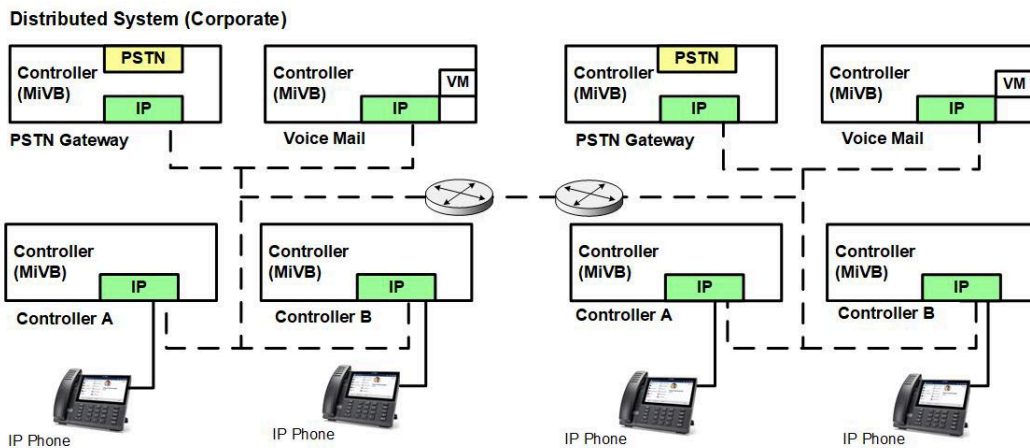 Distributed System (Corporate)
PSTN
Controller
(MiVB)
IP
PSTN Gateway
Controller
(MiVB)
VM
IP
Voice Mail
PSTN
Controller
(MiVB)
IP
PSTN Gateway
Controller
(MiVB)
VM
IP
Voice Mail
Controller
(MiVB)
IP
Controller A
IP Phone
Controller
(MiVB)
IP
Controller B
IP Phone
Controller
(MiVB)
IP
Controller A
IP Phone
Controller
(MiVB)
IP
Controller B
IP Phone